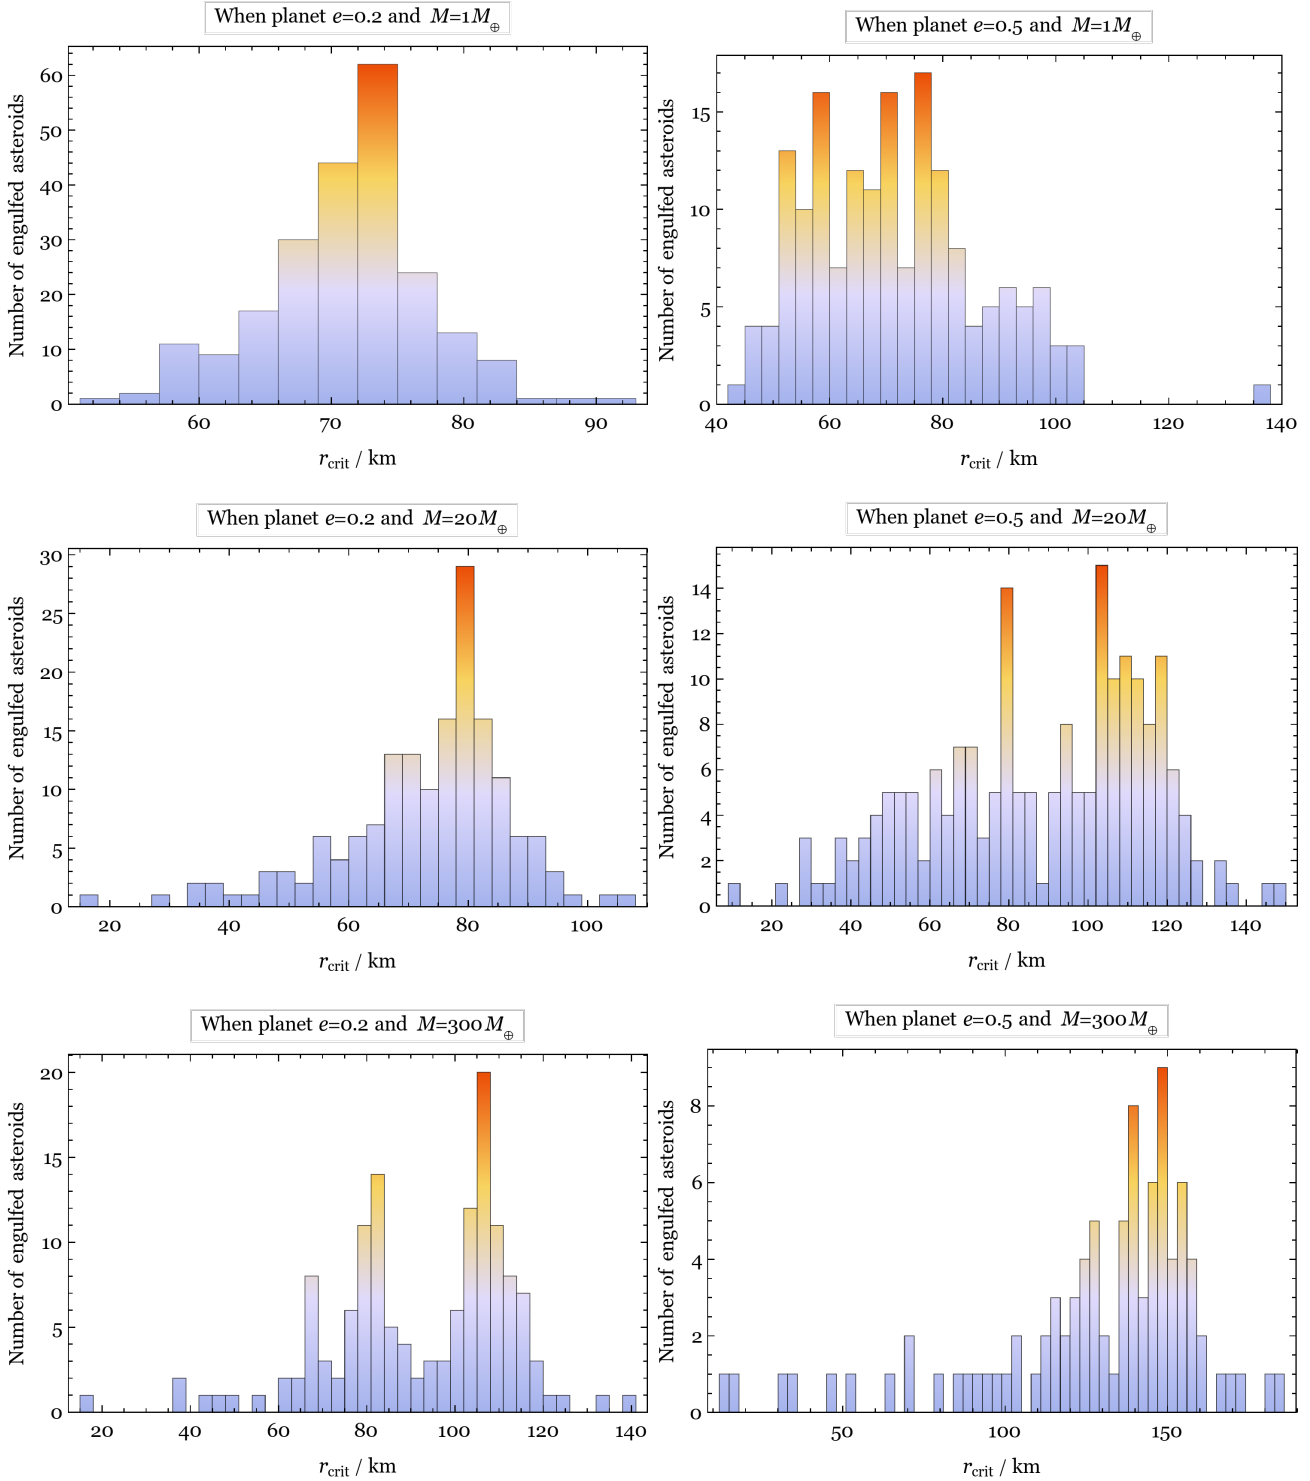 When planet e=0.2 and M=1M⊕
Number of engulfed asteroids
60
50
40
30
20
10
0
60 70 80 90
r_crit / km
When planet e=0.5 and M=1M⊕
Number of engulfed asteroids
15
10
5
0
40 60 80 100 120 140
r_crit / km
When planet e=0.2 and M=20M⊕
Number of engulfed asteroids
30
25
20
15
10
5
0
20 40 60 80 100
r_crit / km
When planet e=0.5 and M=20M⊕
Number of engulfed asteroids
14
12
10
8
6
4
2
0
20 40 60 80 100 120 140
r_crit / km
When planet e=0.2 and M=300M⊕
Number of engulfed asteroids
20
15
10
5
0
20 40 60 80 100 120 140
r_crit / km
When planet e=0.5 and M=300M⊕
Number of engulfed asteroids
8
6
4
2
0
50 100 150
r_crit / km